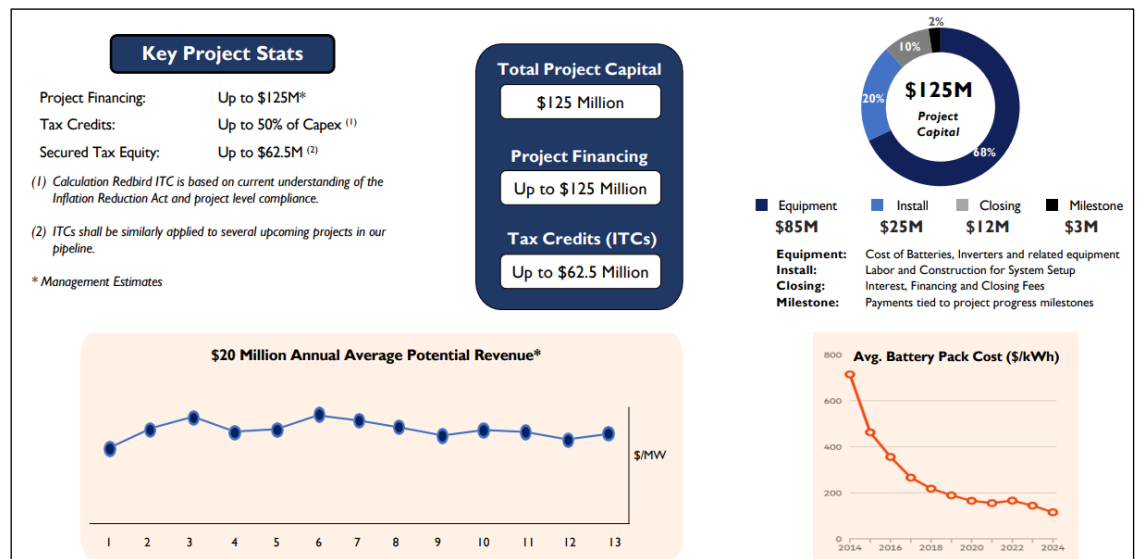 Key Project Stats
Project Financing: Up to $125M*
Tax Credits: Up to 50% of Capex (1)
Secured Tax Equity: Up to $62.5M (2)
(1) Calculation Redbird ITC is based on current understanding of the
Inflation Reduction Act and project level compliance.
(2) ITCs shall be similarly applied to several upcoming projects in our
pipeline.
* Management Estimates
Total Project Capital
$125 Million
Project Financing
Up to $125 Million
Tax Credits (ITCs)
Up to $62.5 Million
2%
10%
20%
68%
$125M
Project
Capital
Equipment Install Closing Milestone
$85M $25M $12M $3M
Equipment: Cost of Batteries, Inverters and related equipment
Install: Labor and Construction for System Setup
Closing: Interest, Financing and Closing Fees
Milestone: Payments tied to project progress milestones
$20 Million Annual Average Potential Revenue*
$/MW
1 2 3 4 5 6 7 8 9 10 11 12 13
Avg. Battery Pack Cost ($/kWh)
800
600
400
200
0
2014 2016 2018 2020 2022 2024